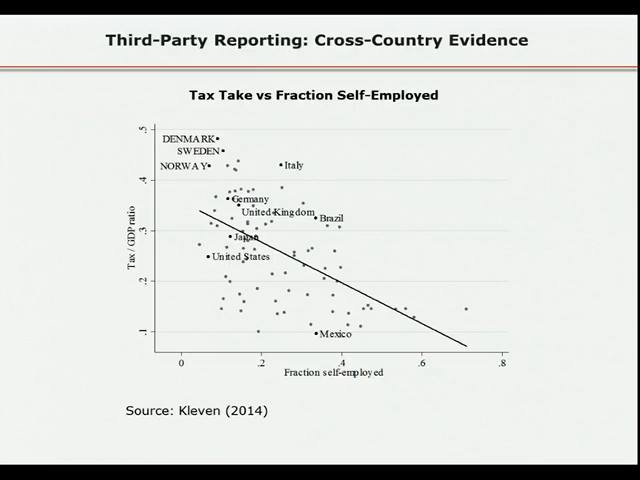 Third-Party Reporting: Cross-Country Evidence
Tax Take vs Fraction Self-Employed
.5
DENMARK
SWEDEN
NORWAY
Italy
.4
Germany
United Kingdom
Brazil
.3
Japan
United States
.2
.1
Mexico
Tax / GDP ratio
0 .2 .4 .6 .8
Fraction self-employed
Source: Kleven (2014)